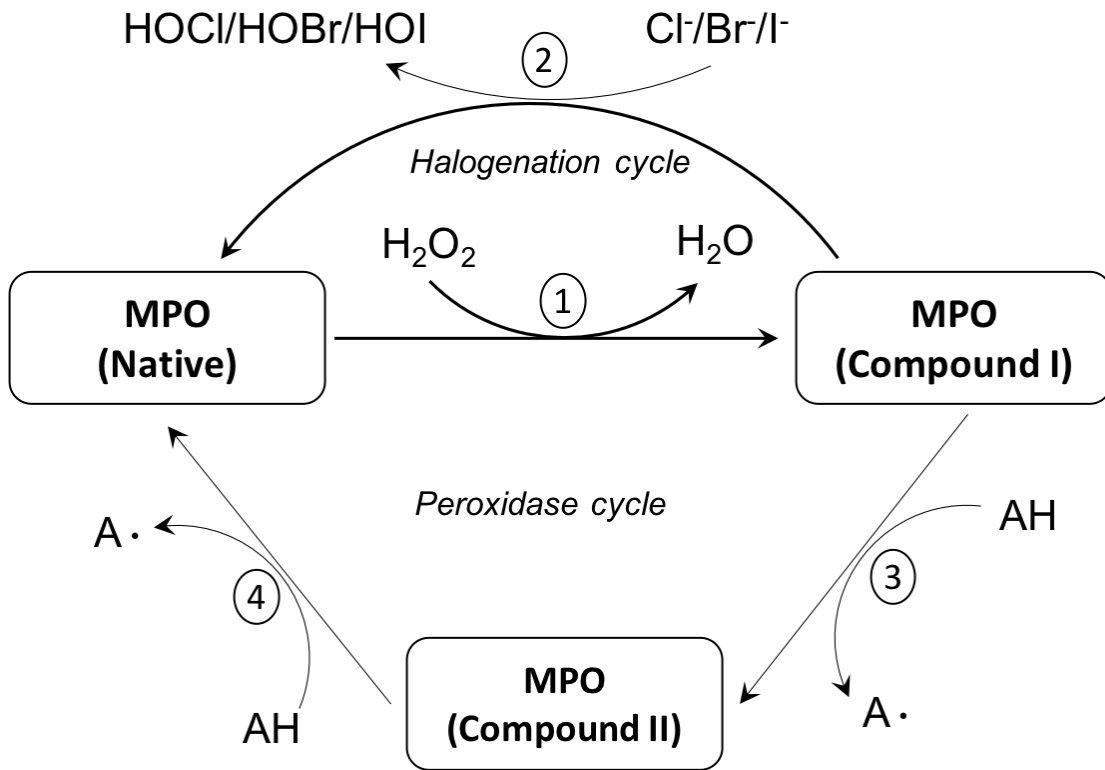 HOCl/HOBr/HOI
Cl⁻/Br⁻/I⁻
2
Halogenation cycle
H₂O₂
H₂O
1
MPO
(Native)
MPO
(Compound I)
Peroxidase cycle
A·
AH
4
3
MPO
(Compound II)
AH
A·